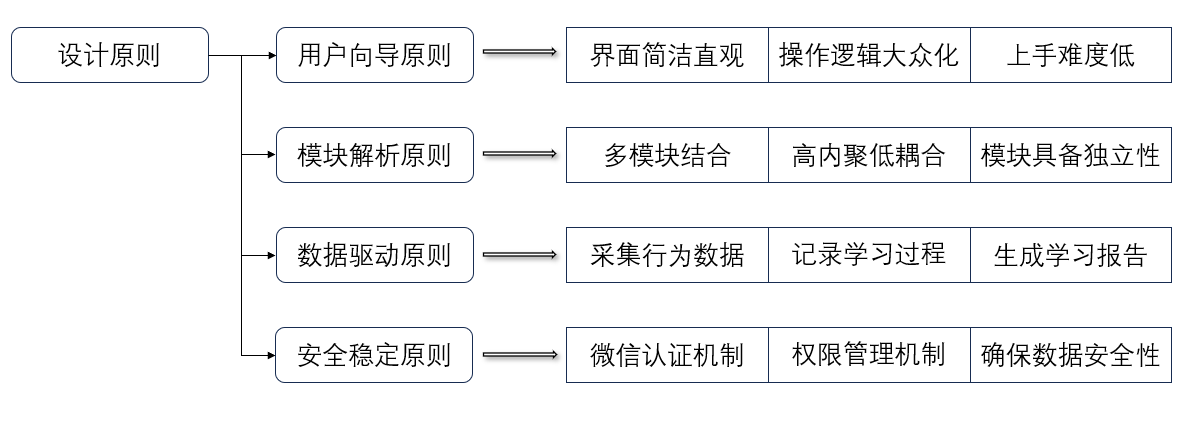 设计原则
用户向导原则
界面简洁直观
操作逻辑大众化
上手难度低
模块解析原则
多模块结合
高内聚低耦合
模块具备独立性
数据驱动原则
采集行为数据
记录学习过程
生成学习报告
安全稳定原则
微信认证机制
权限管理机制
确保数据安全性